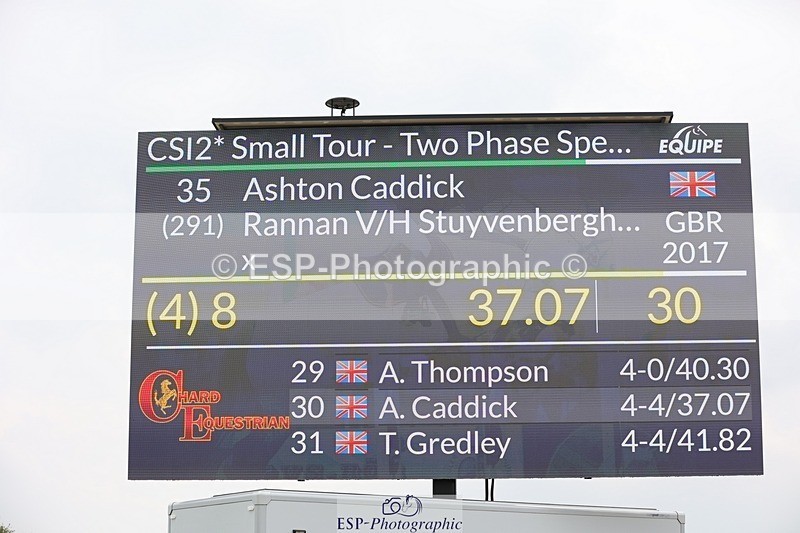 CSI2* Small Tour - Two Phase Spe...
EQUIPE
35 Ashton Caddick
(291) Rannan V/H Stuyvenbergh... GBR
x 2017
© ESP-Photographic ©
(4) 8 37.07 30
29 A. Thompson 4-0/40.30
30 A. Caddick 4-4/37.07
31 T. Gredley 4-4/41.82
CHARD
EQUESTRIAN
ESP-Photographic